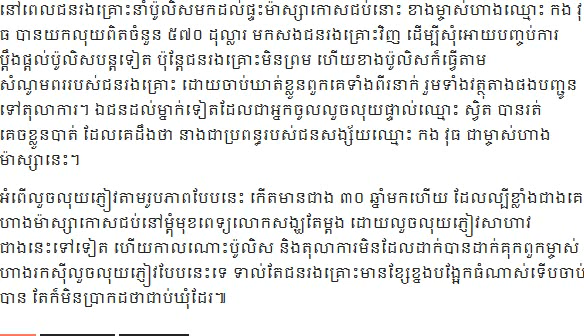 នៅពេលជនរងគ្រោះនាំប៉ូលិសមកដល់ផ្ទះម៉ាស្សាកោសជប់នោះ ខាងម្ចាស់ហាងឈ្មោះ កង វុ
ធ បានយកលុយពិតចំនួន ៥៧០ ដុល្លារ មកសងជនរងគ្រោះវិញ ដើម្បីសុំអោយបញ្ចប់ការ
ប្តឹងផ្តល់ប៉ូលិសបន្តទៀត ប៉ុន្តែជនរងគ្រោះមិនព្រម ហើយខាងប៉ូលិសក៏ធ្វើតាម
សំណូមពររបស់ជនរងគ្រោះ ដោយចាប់ឃាត់ខ្លួនពួកគេទាំងពីរនាក់ រួមទាំងវត្ថុតាងផងបញ្ជូន
ទៅតុលាការ។ ឯជនដល់ម្នាក់ទៀតដែលជាអ្នកចូលលួចលុយផ្ទាល់ឈ្មោះ ស្វិត បានរត់
គេចខ្លួនបាត់ ដែលគេដឹងថា នាងជាប្រពន្ធរបស់ជនសង្ស័យឈ្មោះ កង វុធ ជាម្ចាស់ហាង
ម៉ាស្សានេះ។
អំពើលួចលុយភ្ញៀវតាមរូបភាពបែបនេះ កើតមានជាង ៣០ ឆ្នាំមកហើយ ដែលល្បីខ្លាំងជាងគេ
ហាងម៉ាស្សាកោសជប់នៅម្តុំមុខពេទ្យលោកសង្ឃតែម្តង ដោយលួចលុយភ្ញៀវសាហាវ
ជាងនេះទៅទៀត ហើយកាលណោះប៉ូលិស និងតុលាការមិនដែលដាក់បានដាក់គុកពួកម្ចាស់
ហាងរកស៊ីលួចលុយភ្ញៀវបែបនេះទេ ទាល់តែជនរងគ្រោះមានខ្សែខ្នងបង្អែកធំណាស់ទើបចាប់
បាន តែក៏មិនប្រាកដថាជាប់ឃុំដែរ៕